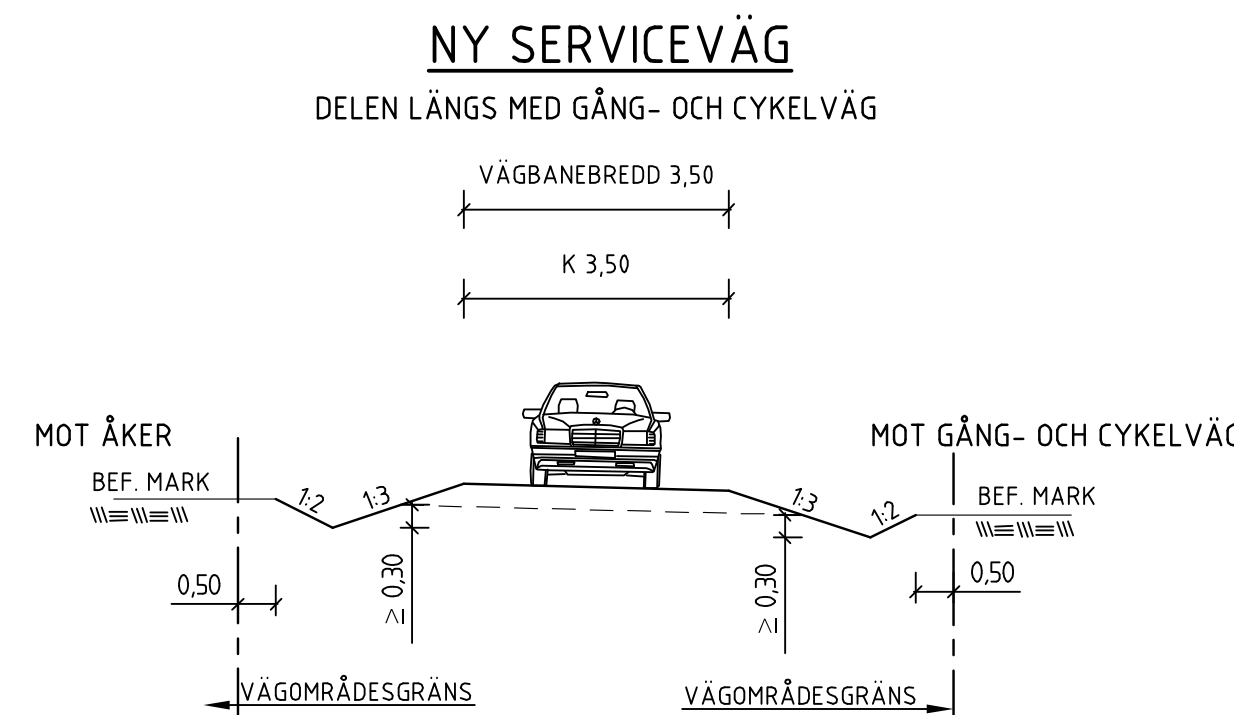 NY SERVICEVÄG
DELEN LÄNGS MED GÅNG- OCH CYKELVÄG
VÄGBANEBREDD 3,50
K 3,50
MOT ÅKER
MOT GÅNG- OCH CYKELVÄG
BEF. MARK
1:2
1:3
1:3
1:2
BEF. MARK
0,50
≥ 0,30
≥ 0,30
0,50
VÄGOMRÅDESGRÄNS
VÄGOMRÅDESGRÄNS